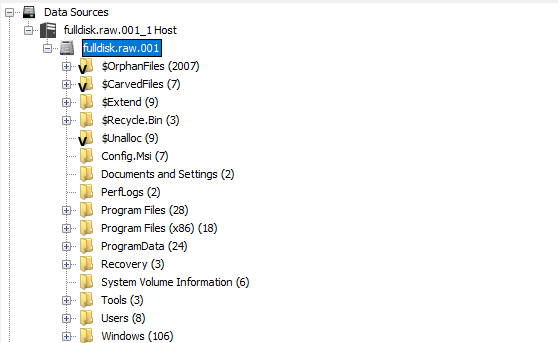 Data Sources
fulldisk.raw.001_1 Host
fulldisk.raw.001
$OrphanFiles (2007)
$CarvedFiles (7)
$Extend (9)
$Recycle.Bin (3)
$Unalloc (9)
Config.Msi (7)
Documents and Settings (2)
PerfLogs (2)
Program Files (28)
Program Files (x86) (18)
ProgramData (24)
Recovery (3)
System Volume Information (6)
Tools (3)
Users (8)
Windows (106)